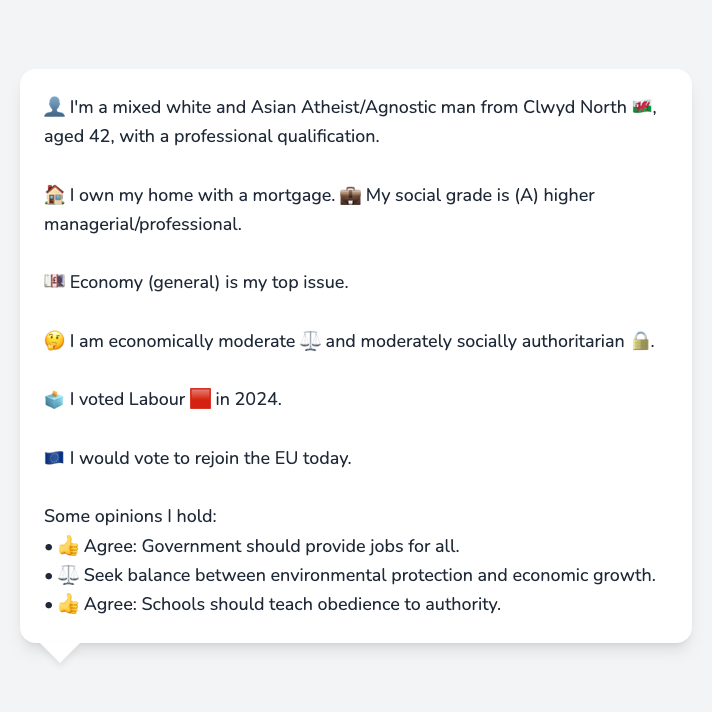 👤 I'm a mixed white and Asian Atheist/Agnostic man from Clwyd North 🏴󠁧󠁢󠁷󠁬󠁳󠁿,
aged 42, with a professional qualification.
🏠 I own my home with a mortgage. 💼 My social grade is (A) higher
managerial/professional.
💷 Economy (general) is my top issue.
🤔 I am economically moderate ⚖️ and moderately socially authoritarian 🔒.
🗳️ I voted Labour 🟥 in 2024.
🇪🇺 I would vote to rejoin the EU today.
Some opinions I hold:
• 👍 Agree: Government should provide jobs for all.
• ⚖️ Seek balance between environmental protection and economic growth.
• 👍 Agree: Schools should teach obedience to authority.